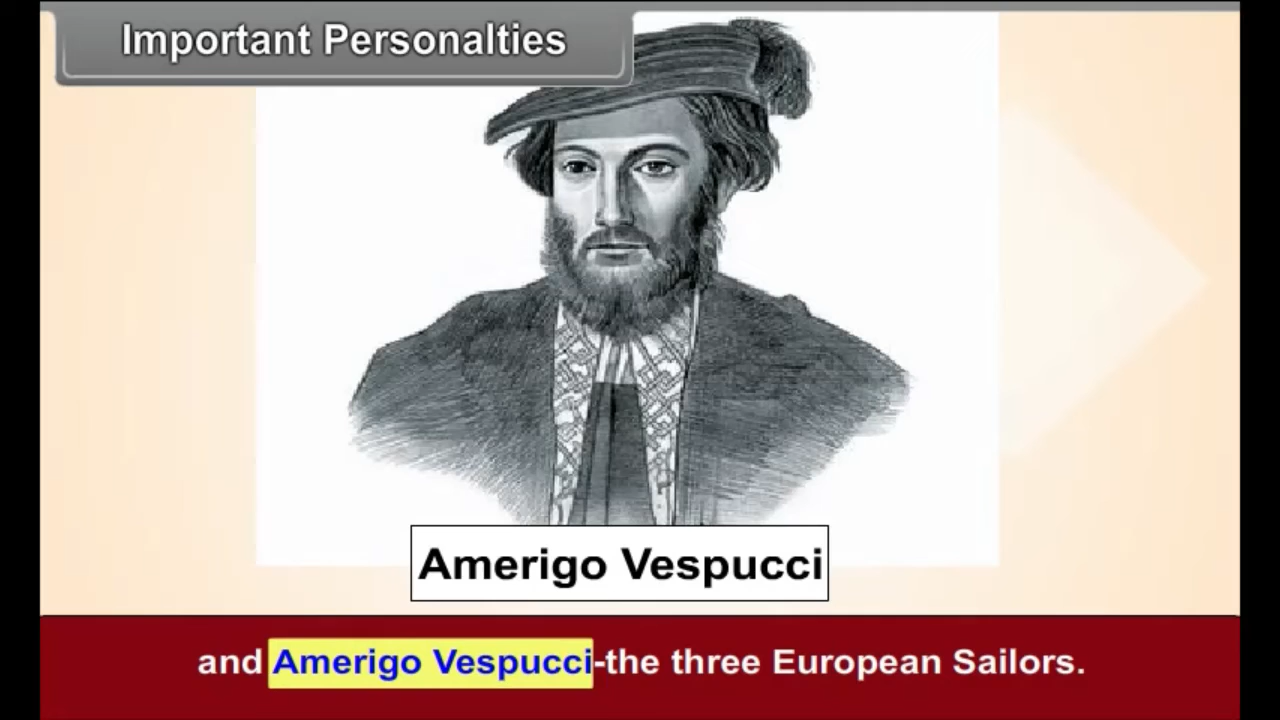 Important Personalties
Amerigo Vespucci
and Amerigo Vespucci-the three European Sailors.